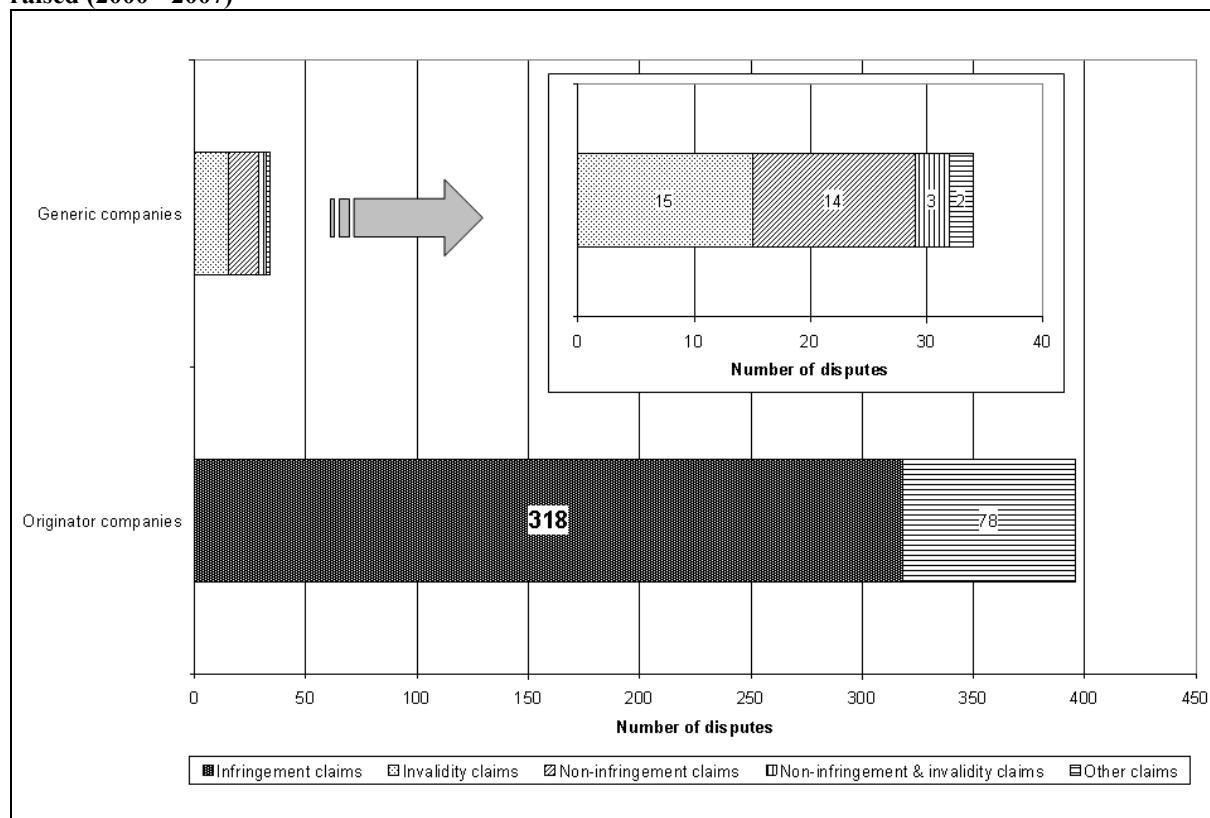 raised (2000 - 2007)
Generic companies
15
14
3
2
0
10
20
30
40
Number of disputes
Originator companies
318
78
0
50
100
150
200
250
300
350
400
450
Number of disputes
Infringement claims
Invalidity claims
Non-infringement claims
Non-infringement & invalidity claims
Other claims